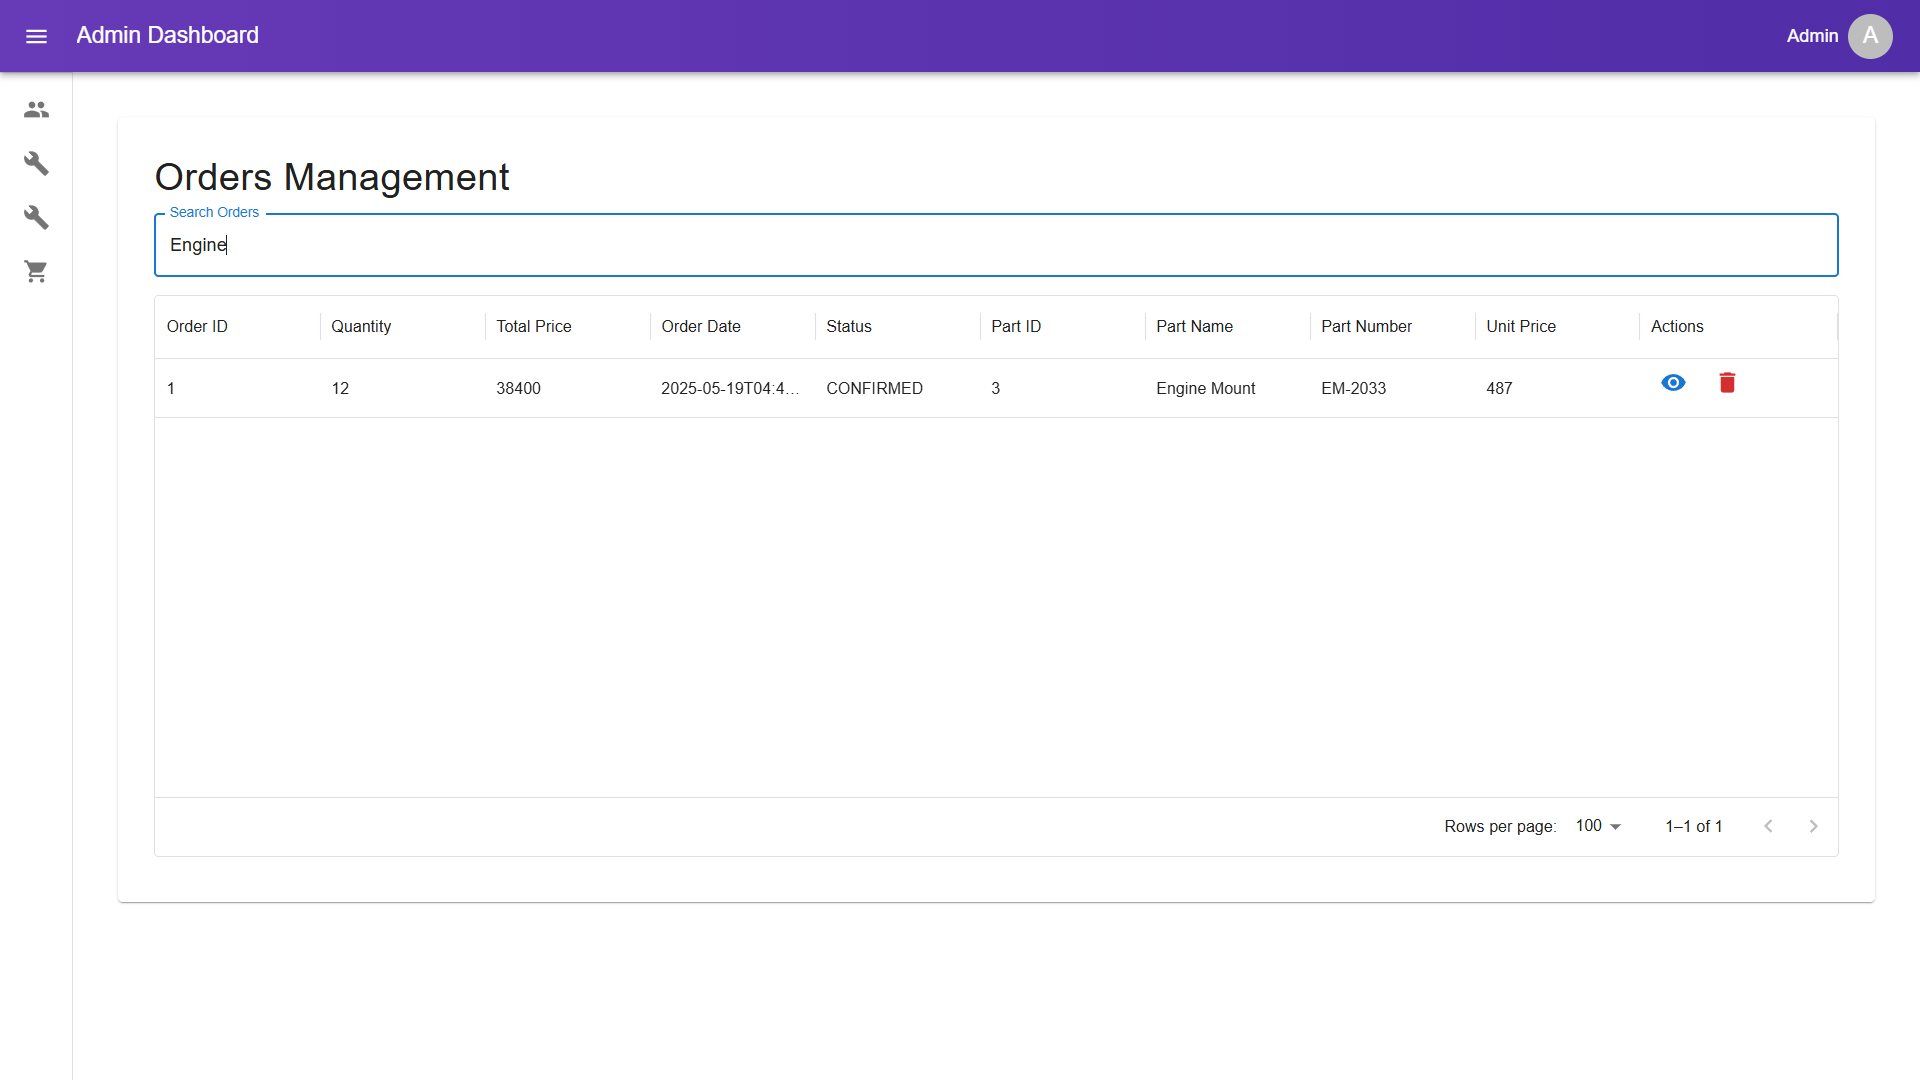 Admin Dashboard
Admin A
Orders Management
Search Orders
Engine
Order ID Quantity Total Price Order Date Status Part ID Part Name Part Number Unit Price Actions
1 12 38400 2025-05-19T04:4... CONFIRMED 3 Engine Mount EM-2033 487
Rows per page: 100 1–1 of 1